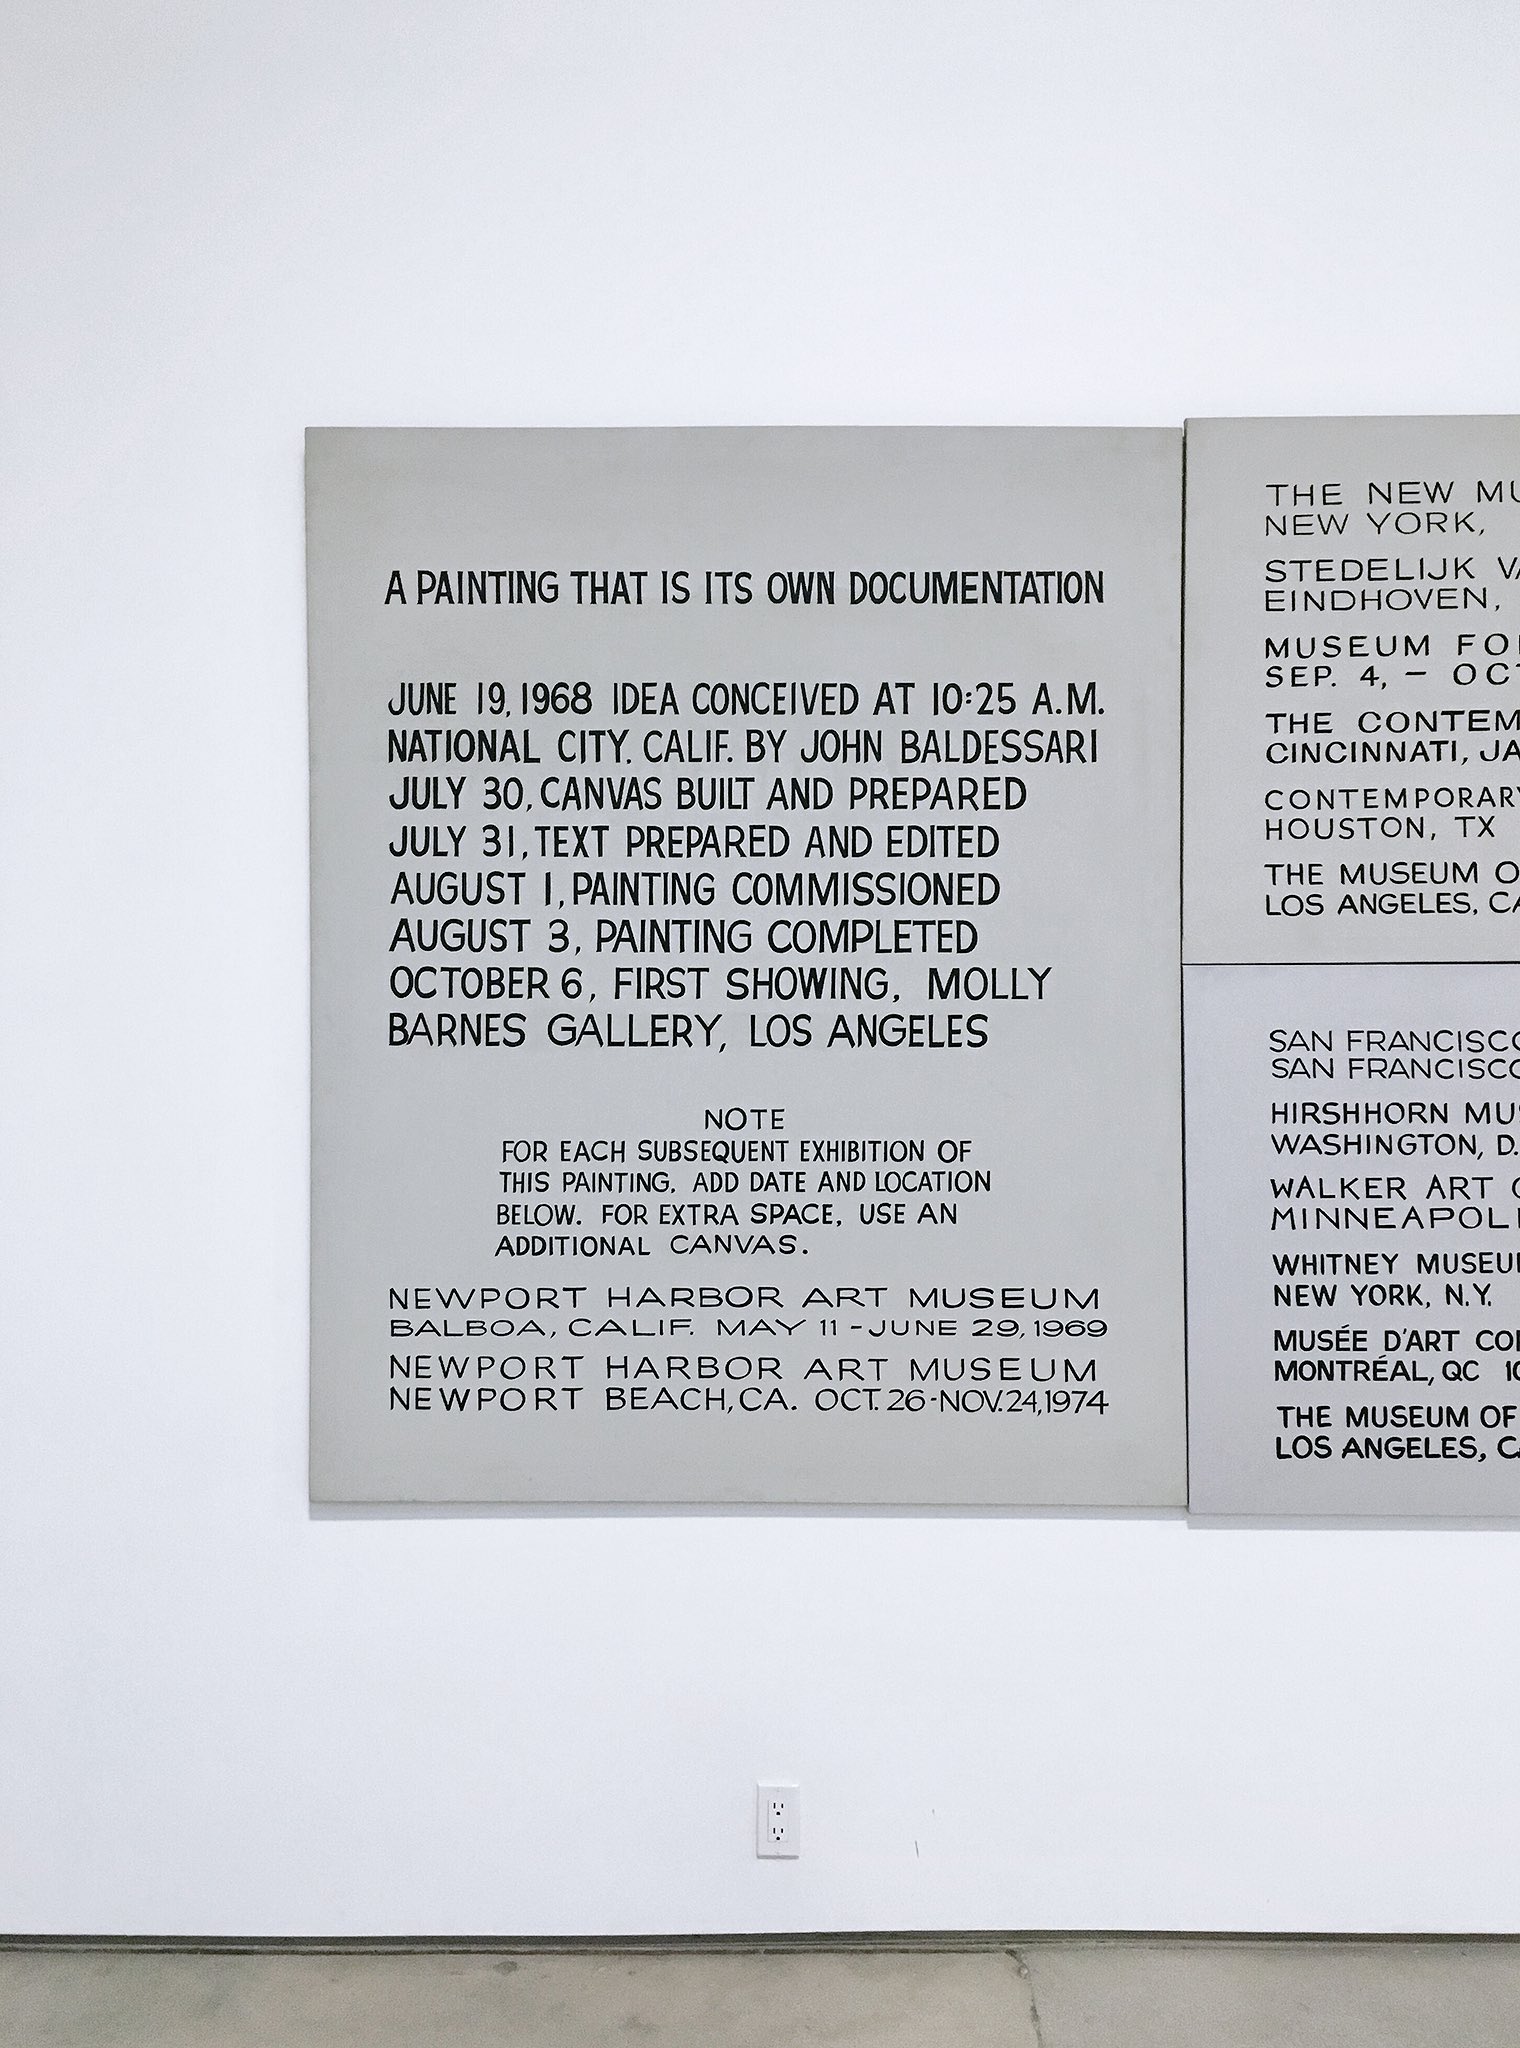 A PAINTING THAT IS ITS OWN DOCUMENTATION
JUNE 19, 1968 IDEA CONCEIVED AT 10:25 A.M.
NATIONAL CITY, CALIF. BY JOHN BALDESSARI
JULY 30, CANVAS BUILT AND PREPARED
JULY 31, TEXT PREPARED AND EDITED
AUGUST 1, PAINTING COMMISSIONED
AUGUST 3, PAINTING COMPLETED
OCTOBER 6, FIRST SHOWING, MOLLY
BARNES GALLERY, LOS ANGELES
NOTE
FOR EACH SUBSEQUENT EXHIBITION OF
THIS PAINTING, ADD DATE AND LOCATION
BELOW. FOR EXTRA SPACE, USE AN
ADDITIONAL CANVAS.
NEWPORT HARBOR ART MUSEUM
BALBOA, CALIF. MAY 11 - JUNE 29, 1969
NEWPORT HARBOR ART MUSEUM
NEWPORT BEACH, CA. OCT. 26 - NOV. 24, 1974
THE NEW
NEW YORK,
STEDELIJK
EINDHOVEN,
MUSEUM
SEP. 4, —
THE
CINCINNATI,
HOUSTON, TX
THE MUSEUM
LOS ANGELES,
SAN
SAN
HIRSHHORN
WASHINGTON,
WALKER ART
WHITNEY
NEW YORK, N.Y.
MUSÉE D'ART
MONTRÉAL, QC
THE MUSEUM OF
LOS ANGELES,